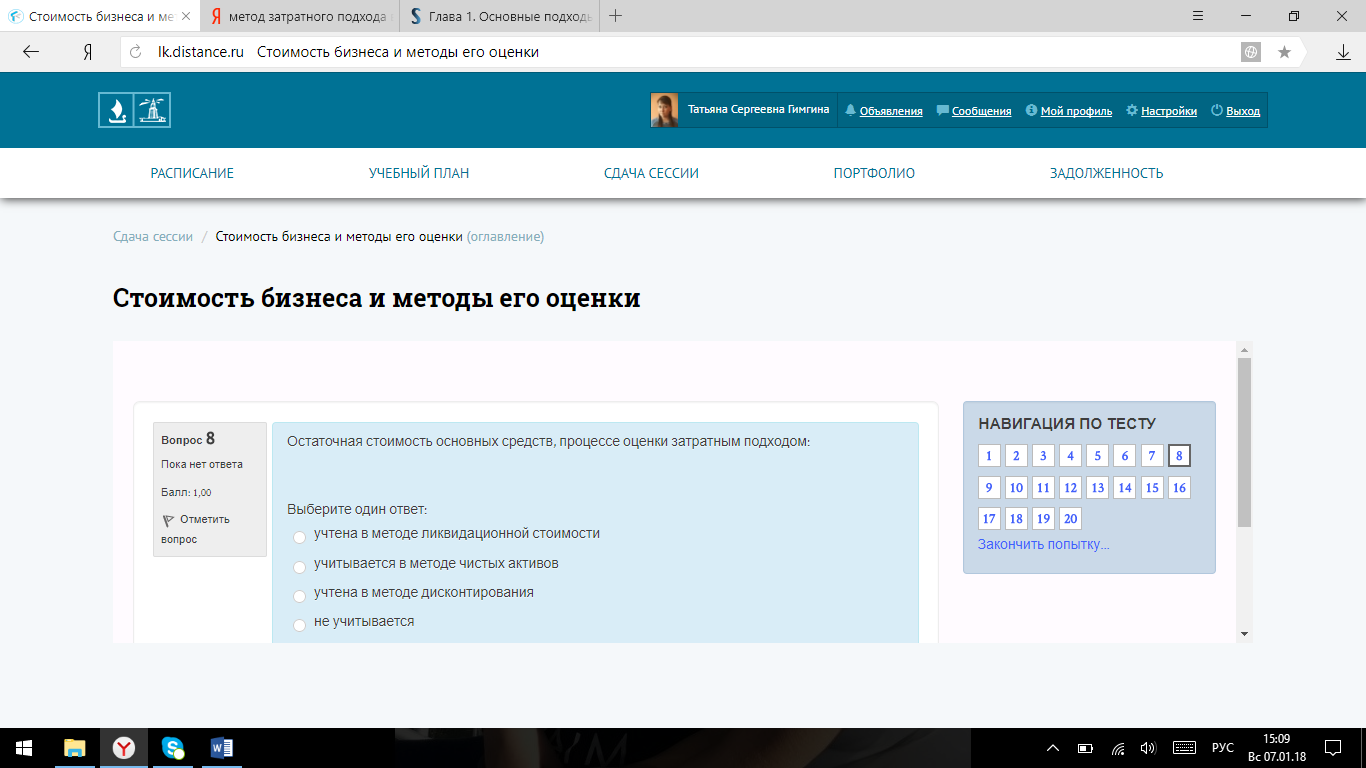 Стоимость бизнеса и ме
метод затратного подхода
Глава 1. Основные подходы
lk.distance.ru Стоимость бизнеса и методы его оценки
Татьяна Сергеевна Гимгина Объявления Сообщения Мой профиль Настройки Выход
РАСПИСАНИЕ УЧЕБНЫЙ ПЛАН СДАЧА СЕССИИ ПОРТФОЛИО ЗАДОЛЖЕННОСТЬ
Сдача сессии / Стоимость бизнеса и методы его оценки (оглавление)
Стоимость бизнеса и методы его оценки
Вопрос 8
Пока нет ответа
Балл: 1,00
Отметить
вопрос
Остаточная стоимость основных средств, процессе оценки затратным подходом:
Выберите один ответ:
учтена в методе ликвидационной стоимости
учитывается в методе чистых активов
учтена в методе дисконтирования
не учитывается
НАВИГАЦИЯ ПО ТЕСТУ
1 2 3 4 5 6 7 8
9 10 11 12 13 14 15 16
17 18 19 20
Закончить попытку...
РУС
15:09
Вс 07.01.18